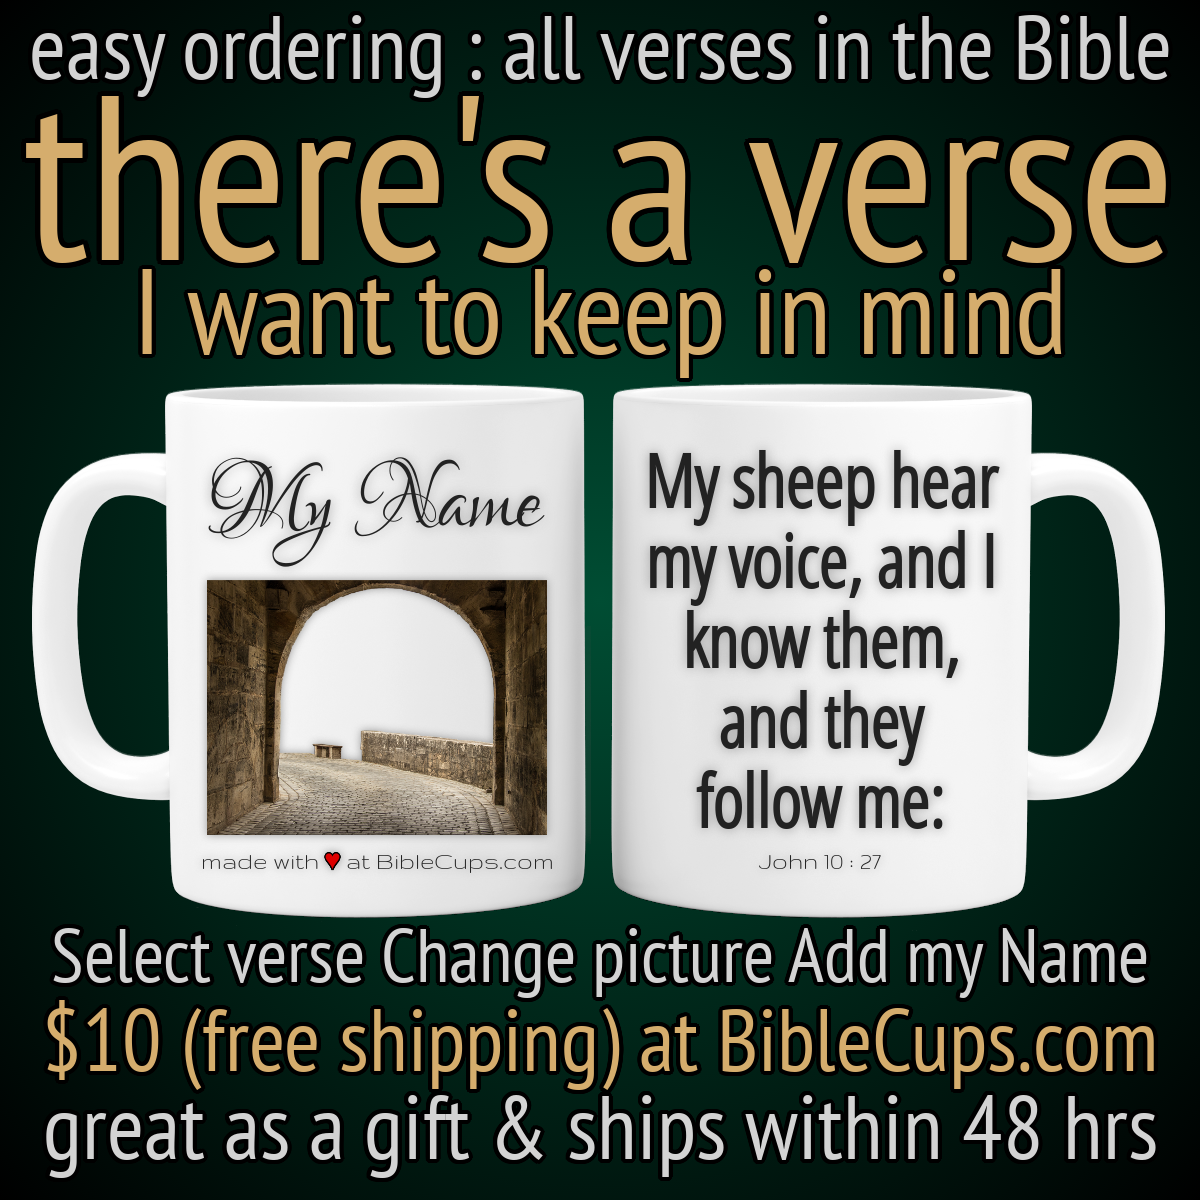 easy ordering : all verses in the Bible
there's a verse
I want to keep in mind
My Name
made with ♥ at BibleCups.com
My sheep hear
my voice, and I
know them,
and they
follow me:
John 10 : 27
Select verse Change picture Add my Name
$10 (free shipping) at BibleCups.com
great as a gift & ships within 48 hrs